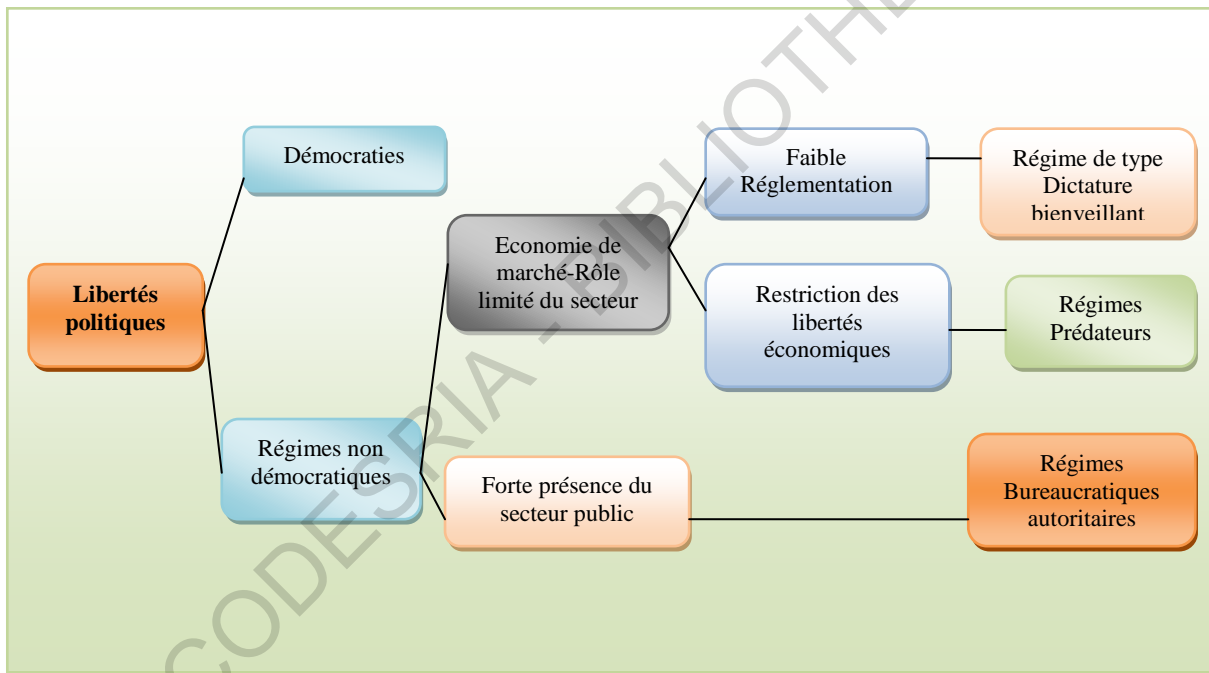 Démocraties
Faible
Réglementation
Régime de type
Dictature
bienveillant
Economie de
marché-Rôle
limité du secteur
Libertés
politiques
Restriction des
libertés
économiques
Régimes
Prédateurs
Régimes non
démocratiques
Forte présence du
secteur public
Régimes
Bureaucratiques
autoritaires
CODESRIA - BIBLIOTHE